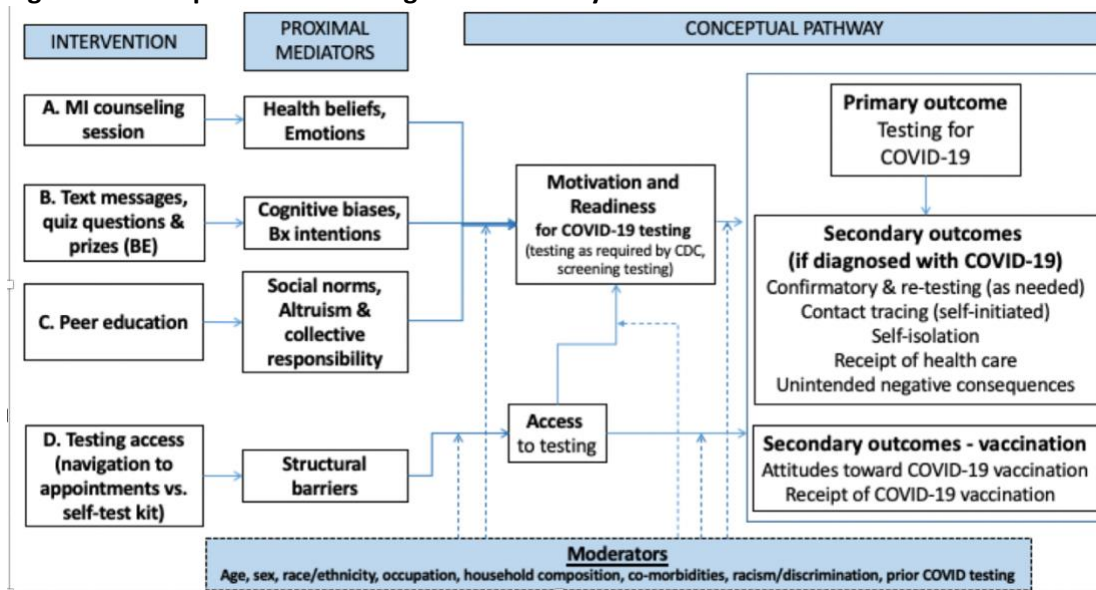 INTERVENTION
PROXIMAL
MEDIATORS
CONCEPTUAL PATHWAY
A. MI counseling
session
Health beliefs,
Emotions
B. Text messages,
quiz questions &
prizes (BE)
Cognitive biases,
Bx intentions
C. Peer education
Social norms,
Altruism &
collective
responsibility
D. Testing access
(navigation to
appointments vs.
self-test kit)
Structural
barriers
Motivation and
Readiness
for COVID-19 testing
(testing as required by CDC,
screening testing)
Access
to testing
Primary outcome
Testing for
COVID-19
Secondary outcomes
(if diagnosed with COVID-19)
Confirmatory & re-testing (as needed)
Contact tracing (self-initiated)
Self-isolation
Receipt of health care
Unintended negative consequences
Secondary outcomes - vaccination
Attitudes toward COVID-19 vaccination
Receipt of COVID-19 vaccination
Moderators
Age, sex, race/ethnicity, occupation, household composition, co-morbidities, racism/discrimination, prior COVID testing